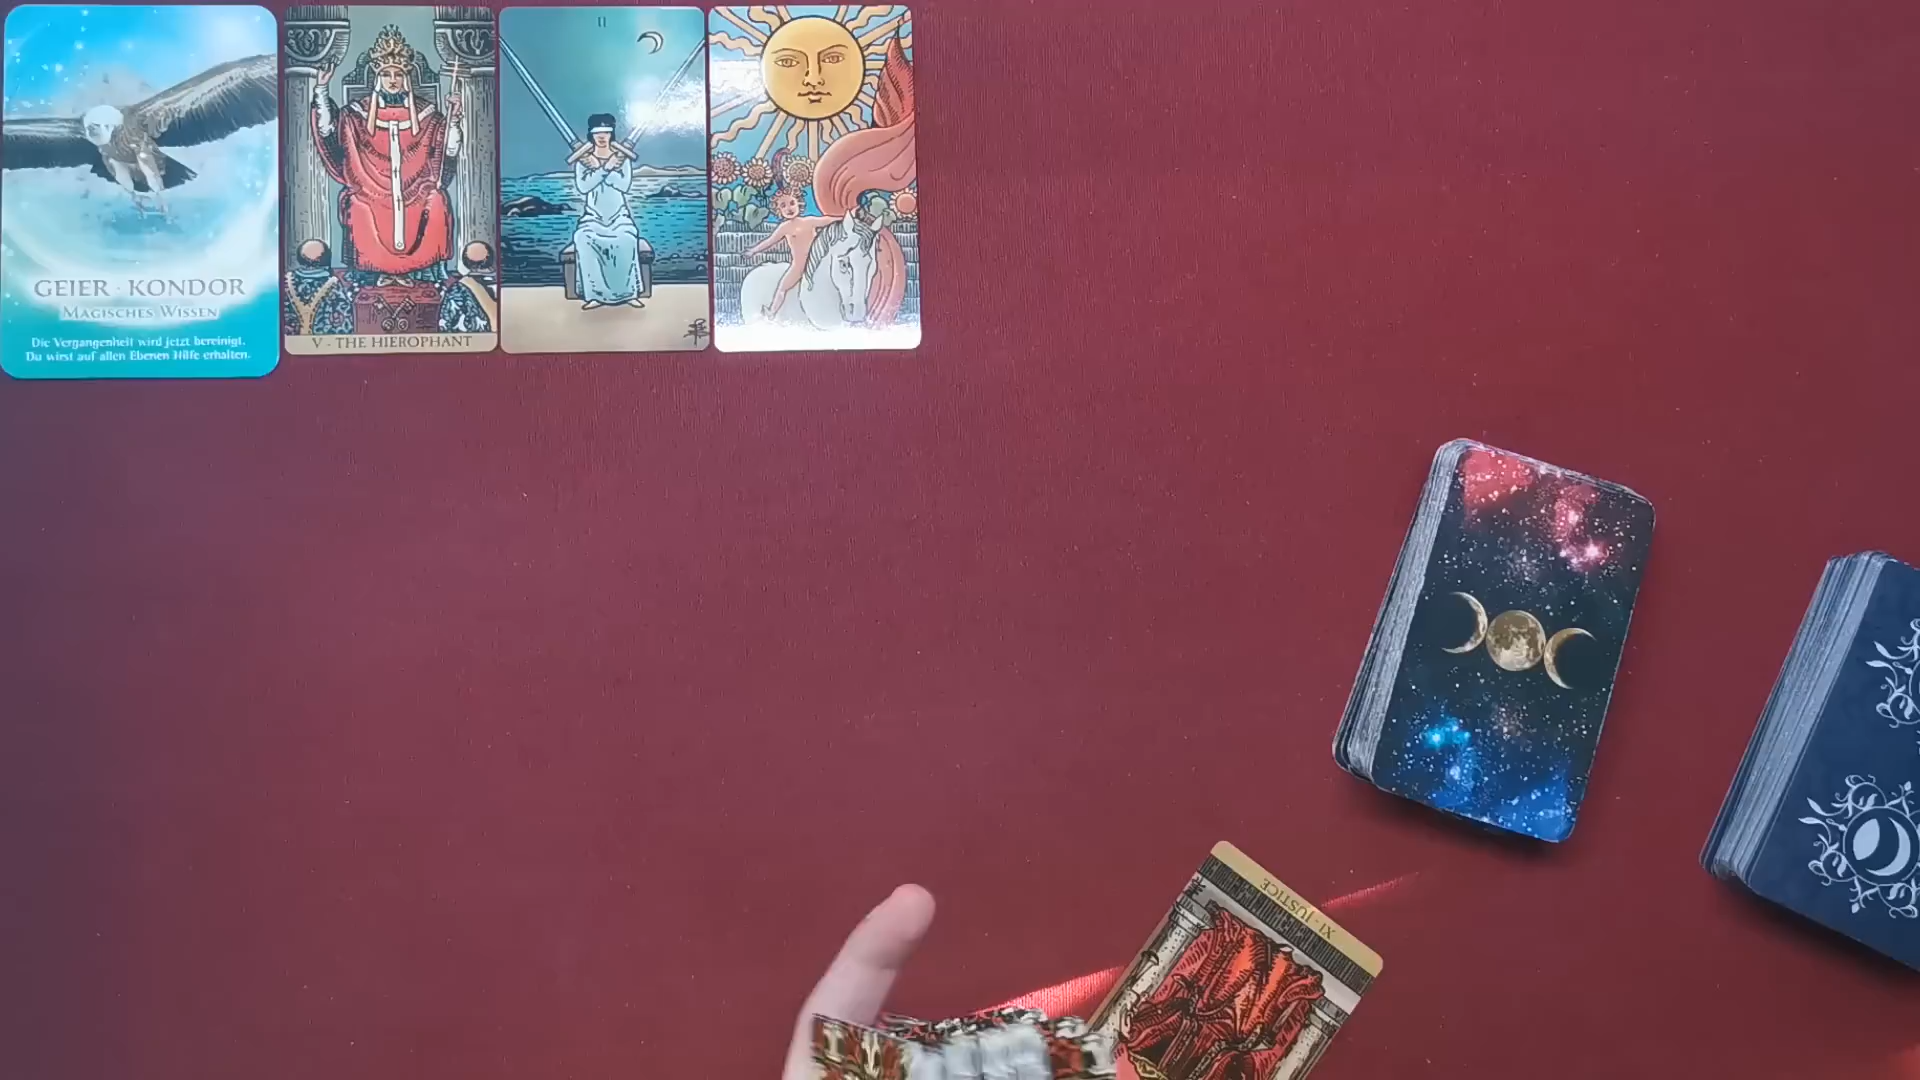 GEIER · KONDOR
MAGISCHES WISSEN
Die Vergangenheit wird jetzt bereinigt.
Du wirst auf allen Ebenen Hilfe erhalten.
V - THE HIEROPHANT
II
XI - JUSTICE